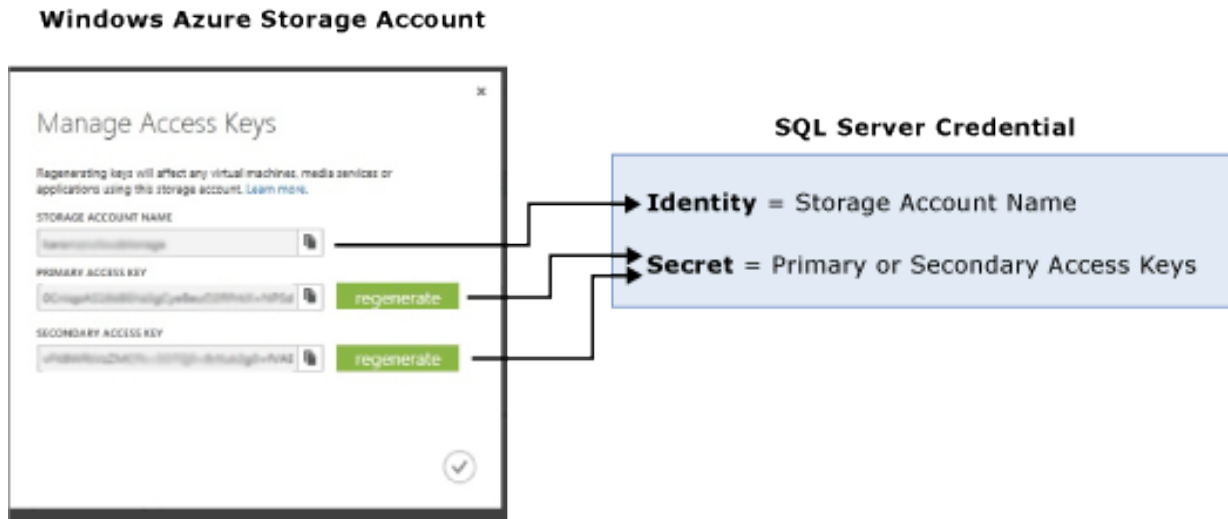 Windows Azure Storage Account
Manage Access Keys
Regenerating keys will affect any virtual machines, media services or
applications using this storage account. Learn more.
STORAGE ACCOUNT NAME
PRIMARY ACCESS KEY
regenerate
SECONDARY ACCESS KEY
regenerate
SQL Server Credential
Identity = Storage Account Name
Secret = Primary or Secondary Access Keys